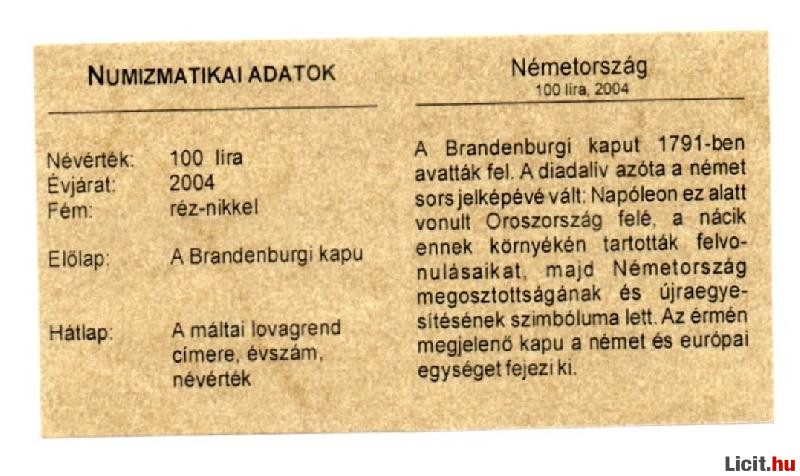 NUMIZMATIKAI ADATOK
Névérték: 100 lira
Évjárat: 2004
Fém: réz-nikkel
Előlap: A Brandenburgi kapu
Hátlap: A máltai lovagrend
címere, évszám,
névérték
Németország
100 lira, 2004
A Brandenburgi kaput 1791-ben
avatták fel. A diadalív azóta a német
sors jelképévé vált: Napóleon ez alatt
vonult Oroszország felé, a nácik
ennek környékén tartották felvo-
nulásaikat, majd Németország
megosztottságának és újraegye-
sítésének szimbóluma lett. Az érmén
megjelenő kapu a német és európai
egységet fejezi ki.
Licit.hu